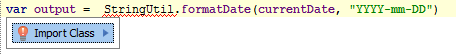 var output = StringUtil.formatDate(currentDate, "YYYY-mm-DD")
Import Class